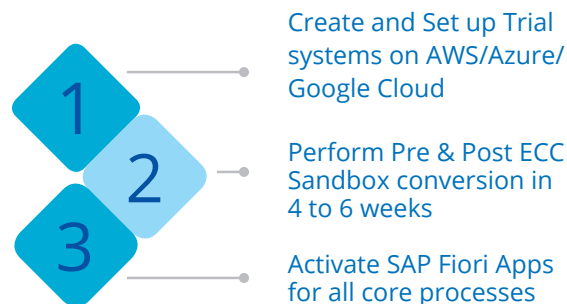 1
Create and Set up Trial
systems on AWS/Azure/
Google Cloud
2
Perform Pre & Post ECC
Sandbox conversion in
4 to 6 weeks
3
Activate SAP Fiori Apps
for all core processes